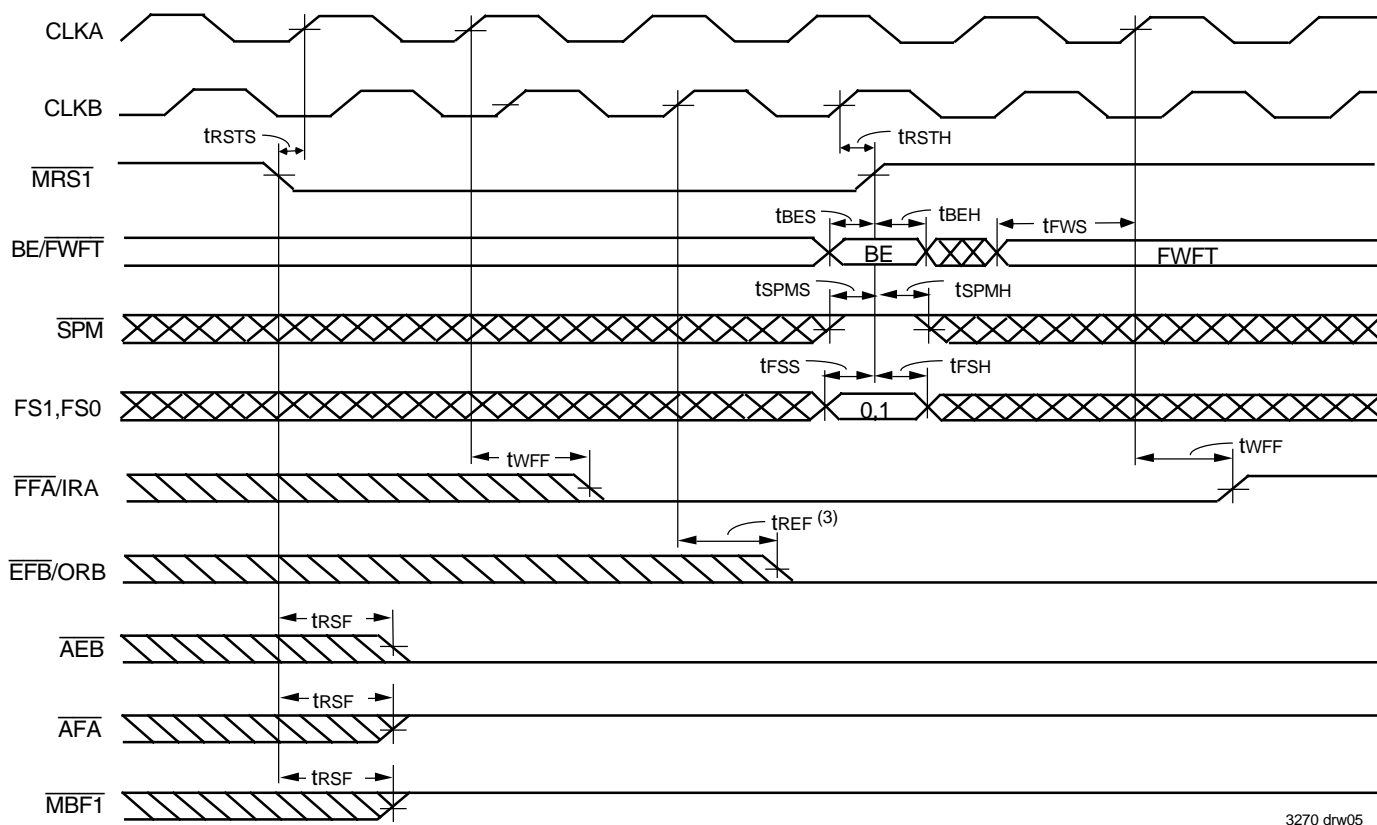 CLKA
CLKB
tRSTS
tRSTH
MRS1
tBES
tBEH
tFWS
BE/FWFT
BE
FWFT
tSPMS
tSPMH
SPM
tFSS
tFSH
FS1,FS0
0,1
tWFF
tWFF
FFA/IRA
tREF (3)
EFB/ORB
tRSF
AEB
tRSF
AFA
tRSF
MBF1
3270 drw05